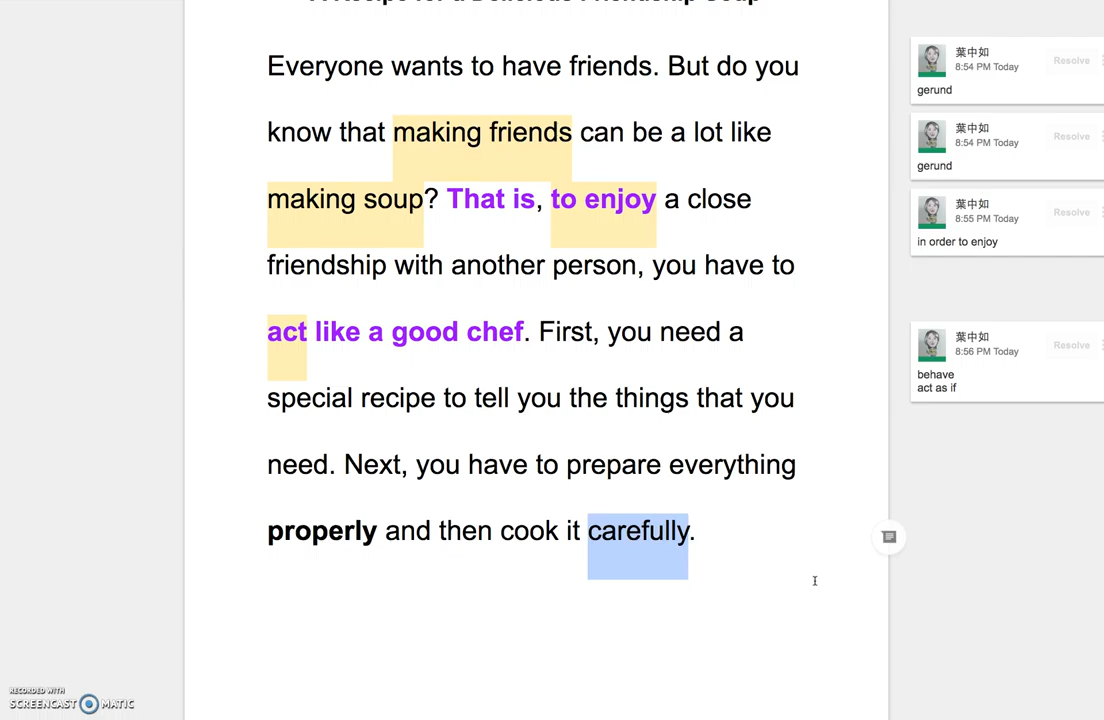 A Recipe for a Delicious Friendship Soup
Everyone wants to have friends. But do you
know that making friends can be a lot like
making soup? That is, to enjoy a close
friendship with another person, you have to
act like a good chef. First, you need a
special recipe to tell you the things that you
need. Next, you have to prepare everything
properly and then cook it carefully.
葉中如
8:54 PM Today
Resolve
gerund
葉中如
8:54 PM Today
Resolve
gerund
葉中如
8:55 PM Today
Resolve
in order to enjoy
葉中如
8:56 PM Today
Resolve
behave
act as if
RECORDED WITH
SCREENCAST MATIC